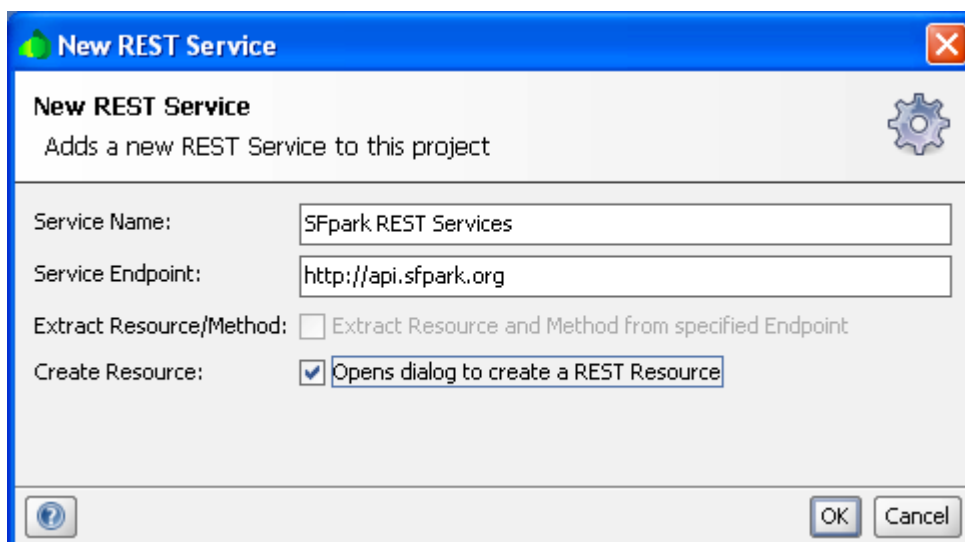 New REST Service
New REST Service
Adds a new REST Service to this project
Service Name: SFpark REST Services
Service Endpoint: http://api.sfpark.org
Extract Resource/Method: Extract Resource and Method from specified Endpoint
Create Resource: Opens dialog to create a REST Resource
? OK Cancel